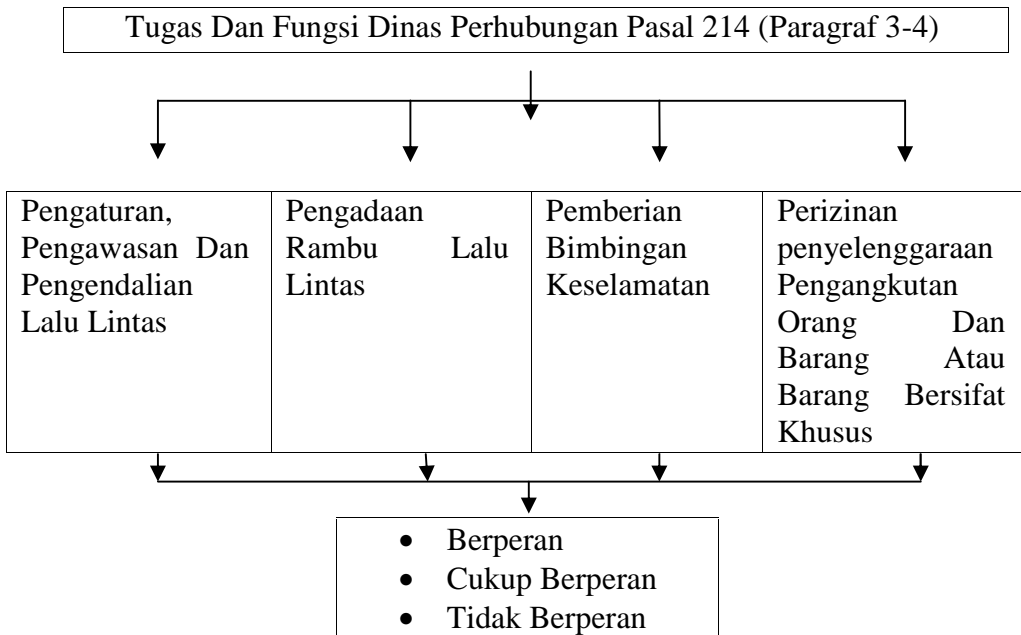 Tugas Dan Fungsi Dinas Perhubungan Pasal 214 (Paragraf 3-4)
Pengaturan,
Pengawasan Dan
Pengendalian
Lalu Lintas
Pengadaan
Rambu Lalu
Lintas
Pemberian
Bimbingan
Keselamatan
Perizinan
penyelenggaraan
Pengangkutan
Orang Dan
Barang Atau
Barang Bersifat
Khusus
• Berperan
• Cukup Berperan
• Tidak Berperan